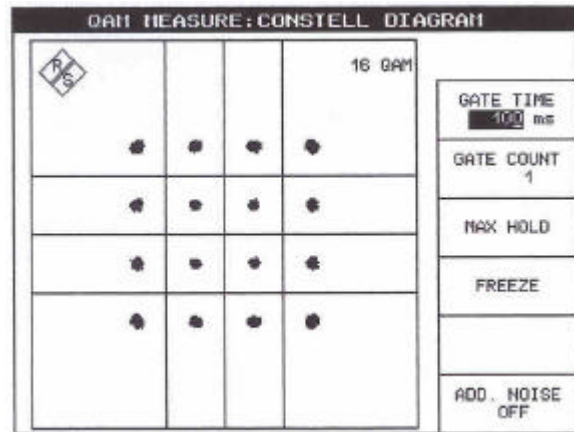 QAM MEASURE:CONSTELL DIAGRAM
R
S
16 QAM
GATE TIME
100 ms
GATE COUNT
1
MAX HOLD
FREEZE
ADD. NOISE
OFF